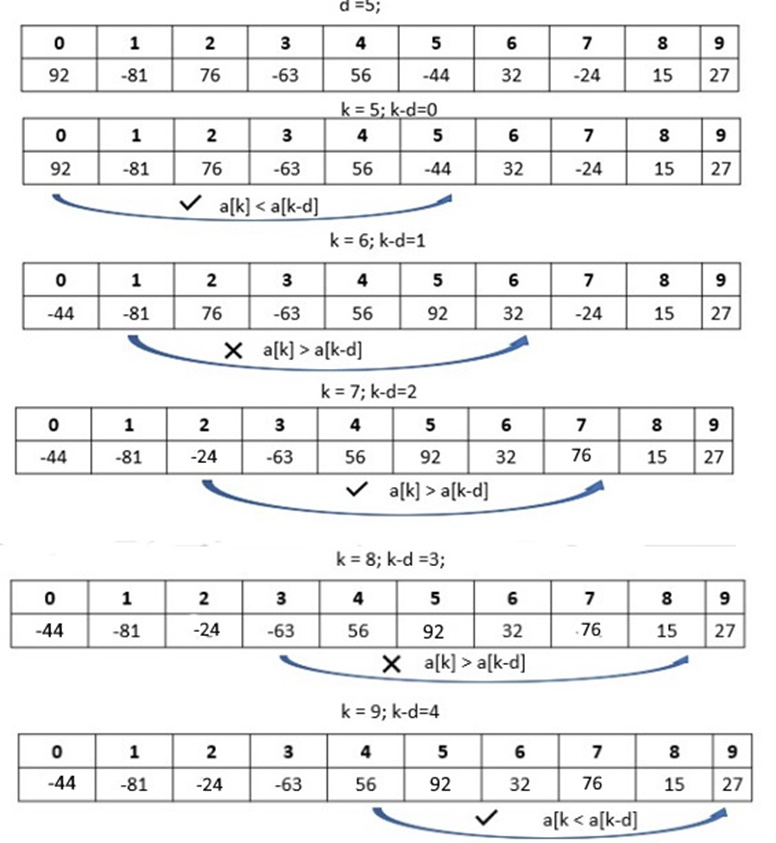 d =5;
0 1 2 3 4 5 6 7 8 9
92 -81 76 -63 56 -44 32 -24 15 27
k = 5; k-d=0
0 1 2 3 4 5 6 7 8 9
92 -81 76 -63 56 -44 32 -24 15 27
✓ a[k] < a[k-d]
k = 6; k-d=1
0 1 2 3 4 5 6 7 8 9
-44 -81 76 -63 56 92 32 -24 15 27
✕ a[k] > a[k-d]
k = 7; k-d=2
0 1 2 3 4 5 6 7 8 9
-44 -81 -24 -63 56 92 32 76 15 27
✓ a[k] > a[k-d]
k = 8; k-d =3;
0 1 2 3 4 5 6 7 8 9
-44 -81 -24 -63 56 92 32 76 15 27
✕ a[k] > a[k-d]
k = 9; k-d=4
0 1 2 3 4 5 6 7 8 9
-44 -81 -24 -63 56 92 32 76 15 27
✓ a[k < a[k-d]